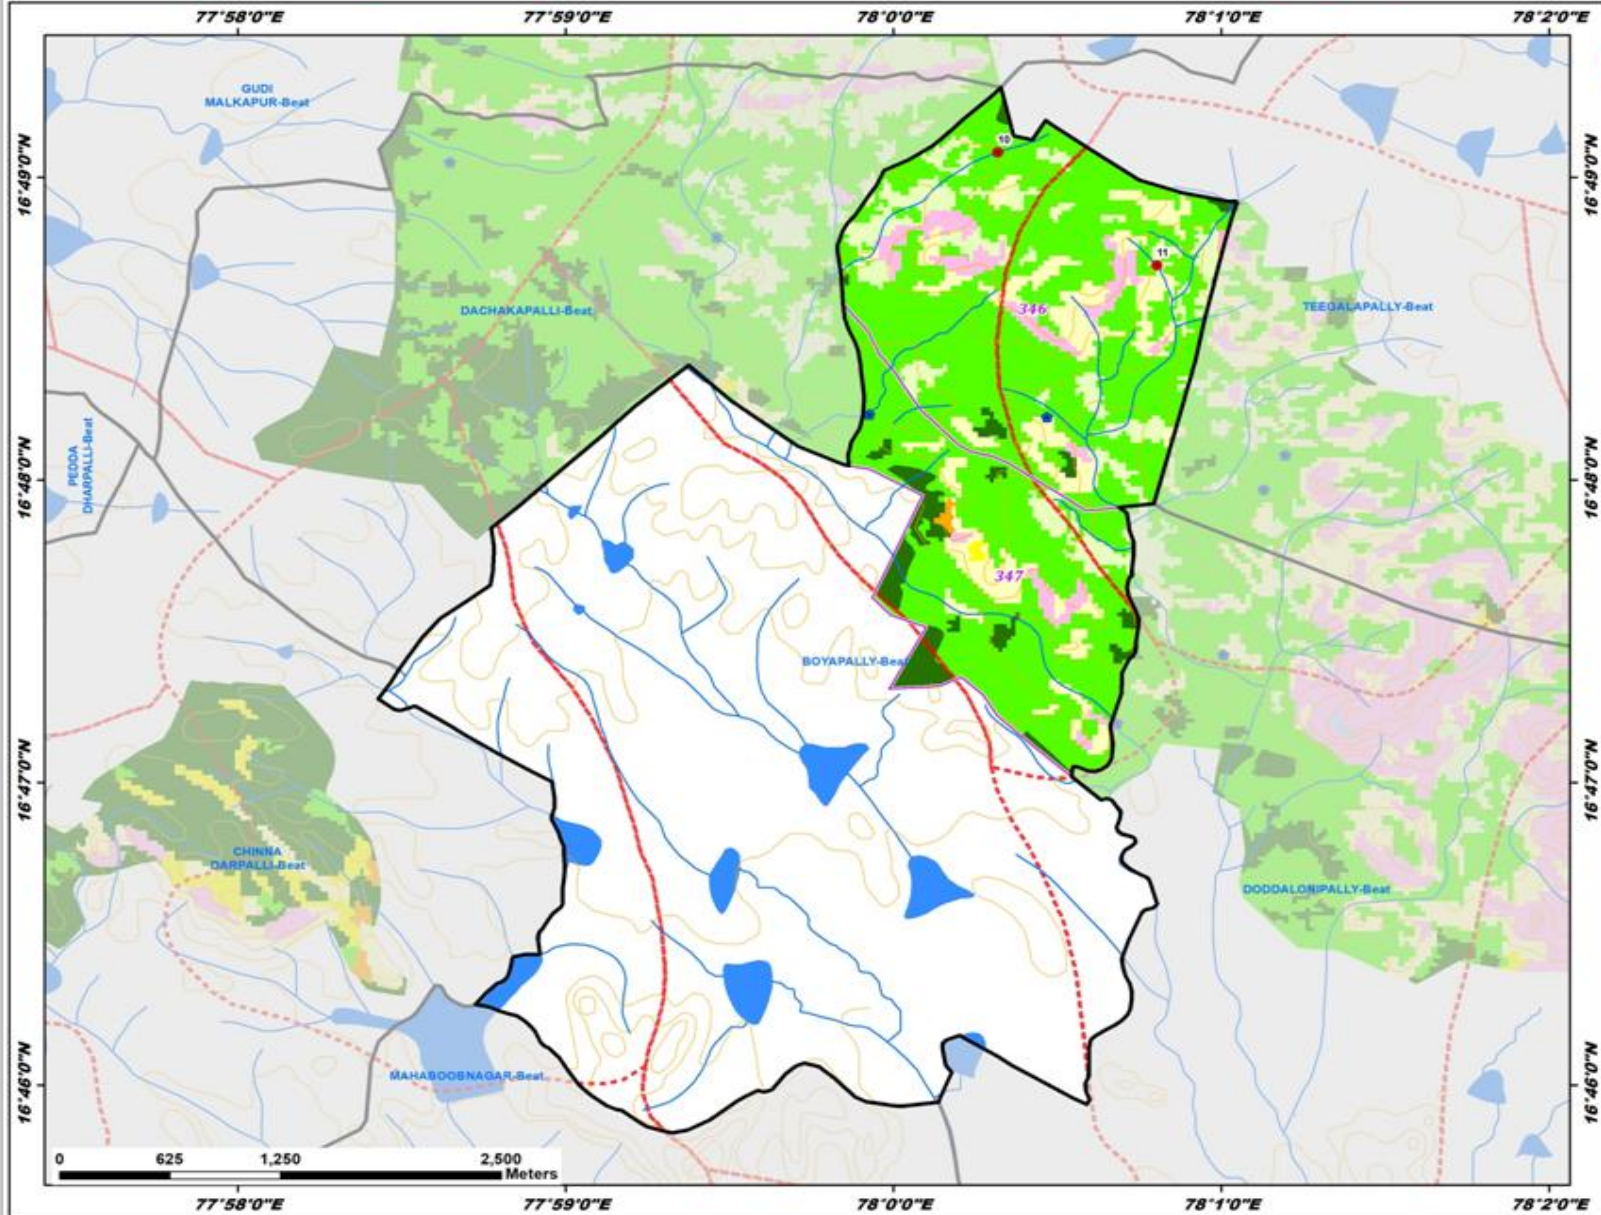 77°58'0"E 77°59'0"E 78°0'0"E 78°1'0"E 78°2'0"E
GUDI
MALKAPUR-Beat
10
16°49'0"N 16°49'0"N
11
DACHAKAPALLI-Beat
346
TEEGALAPALLY-Beat
PEDDA
DHARPALLI-Beat
16°48'0"N 16°48'0"N
347
BOYAPALLY-Beat
16°47'0"N 16°47'0"N
CHINNA
DARPALLI-Beat
DODDALONIPALLY-Beat
MAHABOOBNAGAR-Beat
16°46'0"N 16°46'0"N
0 625 1,250 2,500
Meters
77°58'0"E 77°59'0"E 78°0'0"E 78°1'0"E 78°2'0"E